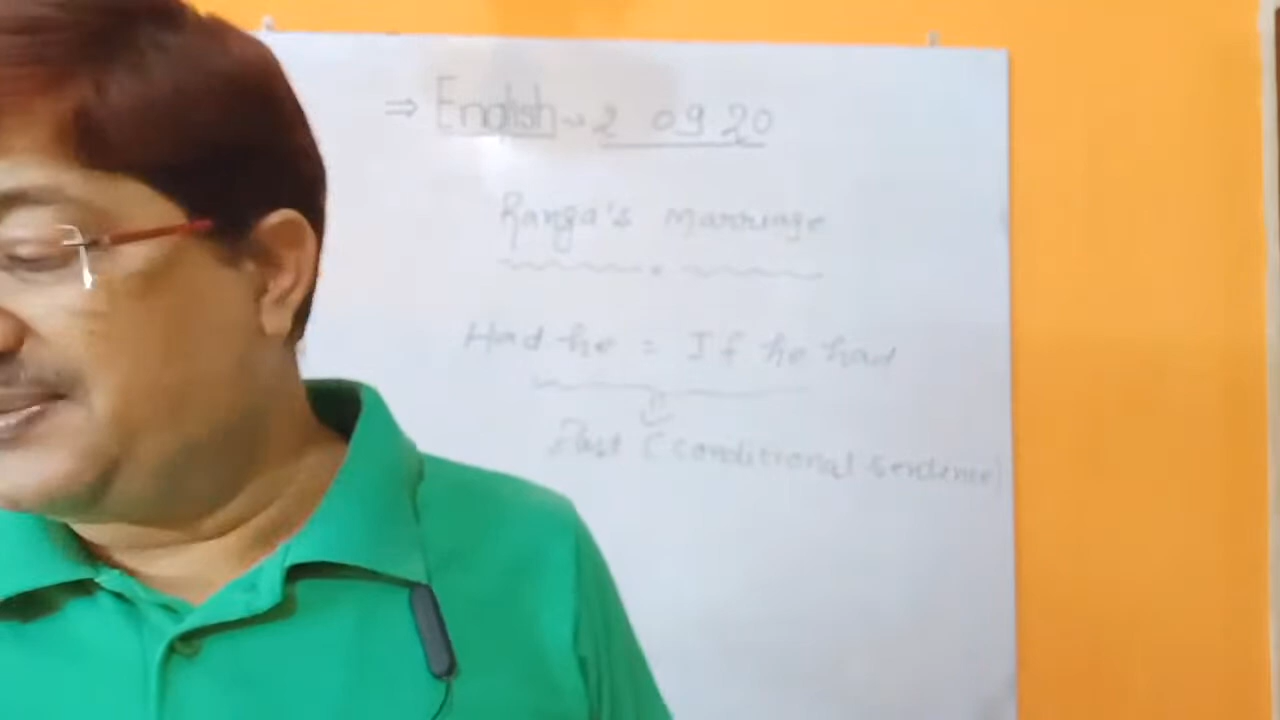 ⇒ English → 2 09 20
Ranga's Marriage
Had he = If he had
Past (conditional sentence)